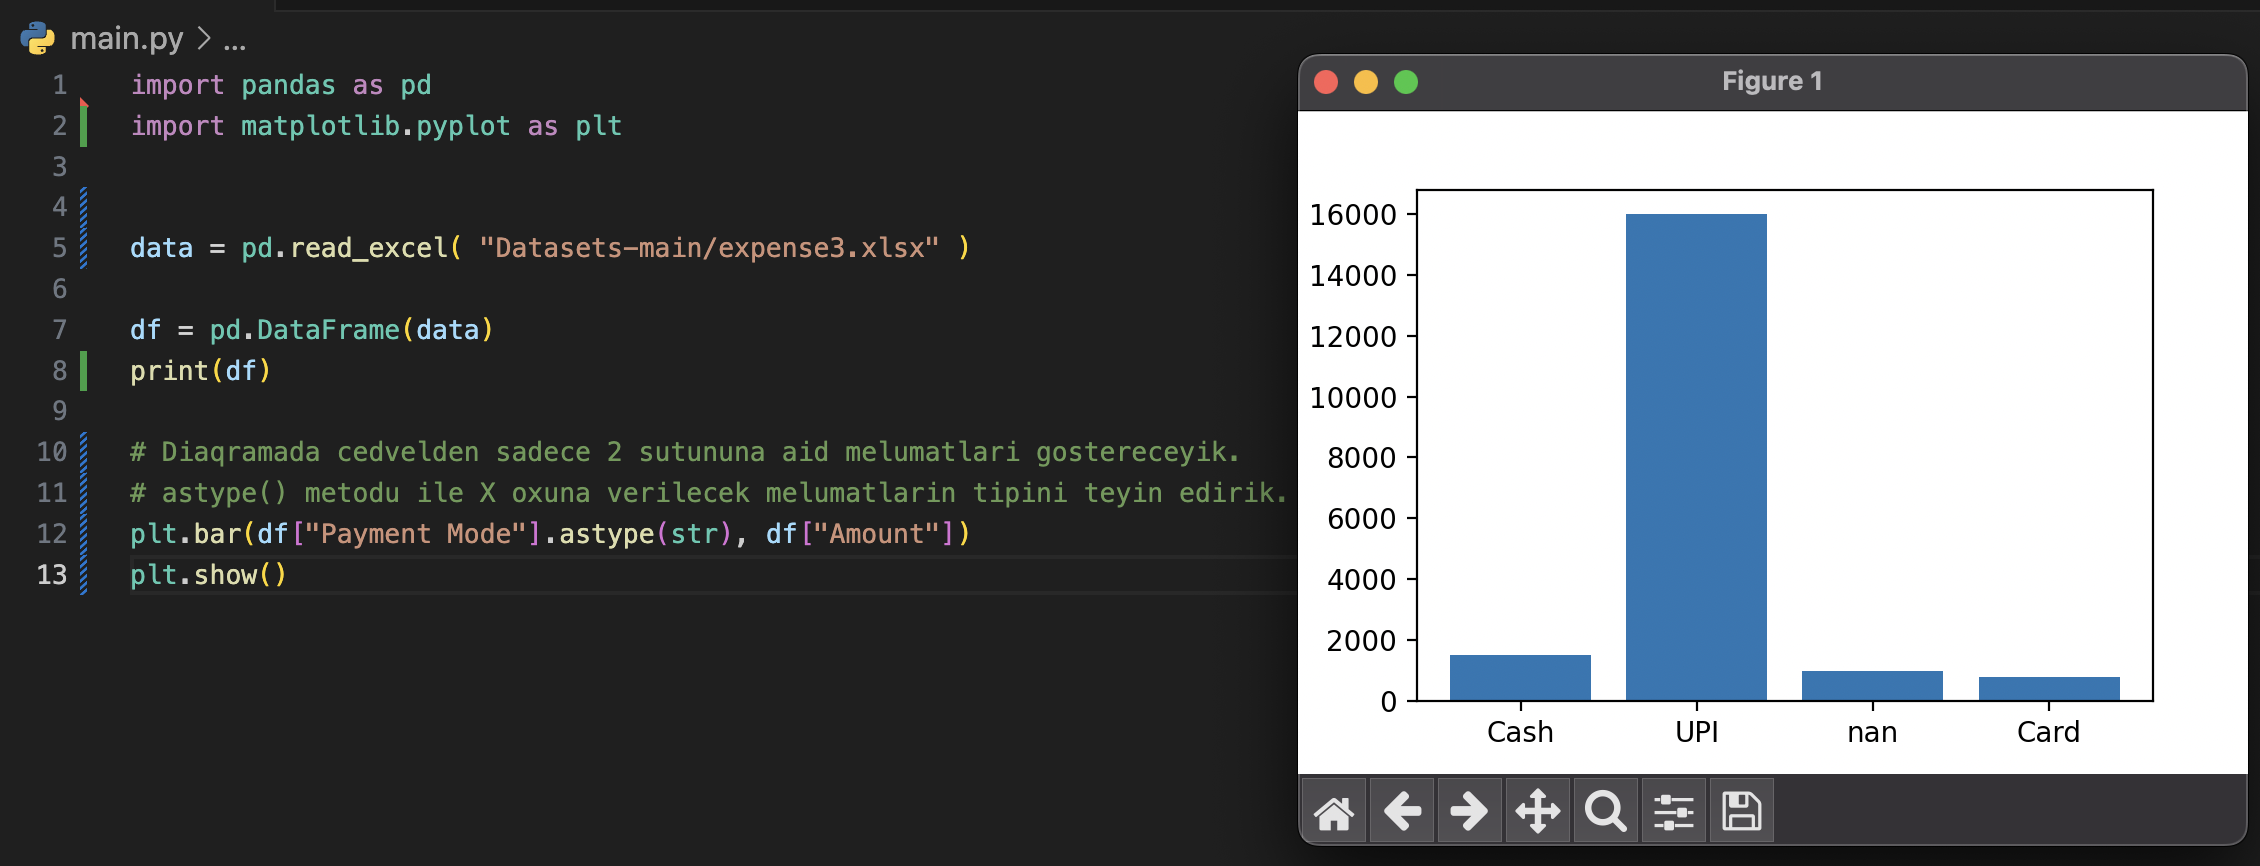 main.py > ...
1 import pandas as pd
2 import matplotlib.pyplot as plt
3
4
5 data = pd.read_excel( "Datasets-main/expense3.xlsx" )
6
7 df = pd.DataFrame(data)
8 print(df)
9
10 # Diaqramada cedvelden sadece 2 sutununa aid melumatlari gostereceyik.
11 # astype() metodu ile X oxuna verilecek melumatlarin tipini teyin edirik.
12 plt.bar(df["Payment Mode"].astype(str), df["Amount"])
13 plt.show()
Figure 1
16000
14000
12000
10000
8000
6000
4000
2000
0
Cash UPI nan Card